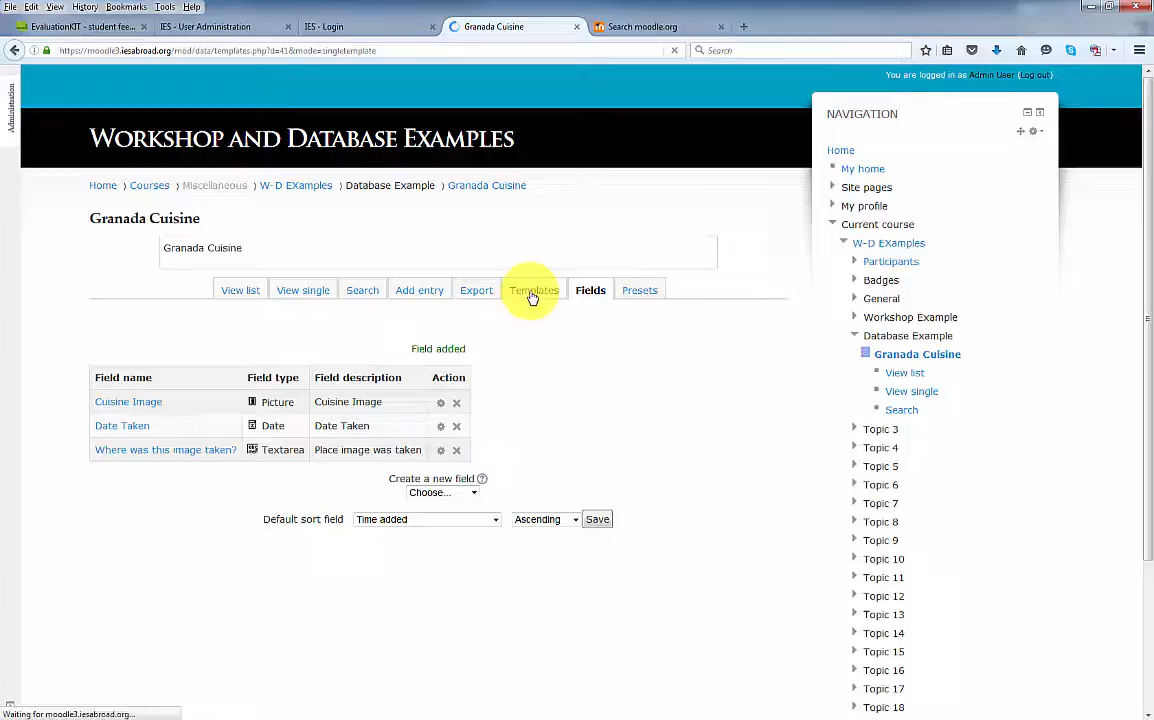 File Edit View History Bookmarks Tools Help
EvaluationKIT - student fee... IES - User Administration IES - Login Granada Cuisine Search moodle.org
https://moodle3.iesabroad.org/mod/data/templates.php?d=41&mode=singletemplate Search
You are logged in as Admin User (Log out)
Administration
WORKSHOP AND DATABASE EXAMPLES
Home Courses Miscellaneous W-D EXamples Database Example Granada Cuisine
Granada Cuisine
Granada Cuisine
View list View single Search Add entry Export Templates Fields Presets
Field added
Field name Field type Field description Action
Cuisine Image Picture Cuisine Image
Date Taken Date Date Taken
Where was this image taken? Textarea Place image was taken
Create a new field
Choose...
Default sort field Time added Ascending Save
NAVIGATION
Home
My home
Site pages
My profile
Current course
W-D EXamples
Participants
Badges
General
Workshop Example
Database Example
Granada Cuisine
View list
View single
Search
Topic 3
Topic 4
Topic 5
Topic 6
Topic 7
Topic 8
Topic 9
Topic 10
Topic 11
Topic 12
Topic 13
Topic 14
Topic 15
Topic 16
Topic 17
Topic 18
Waiting for moodle3.iesabroad.org...